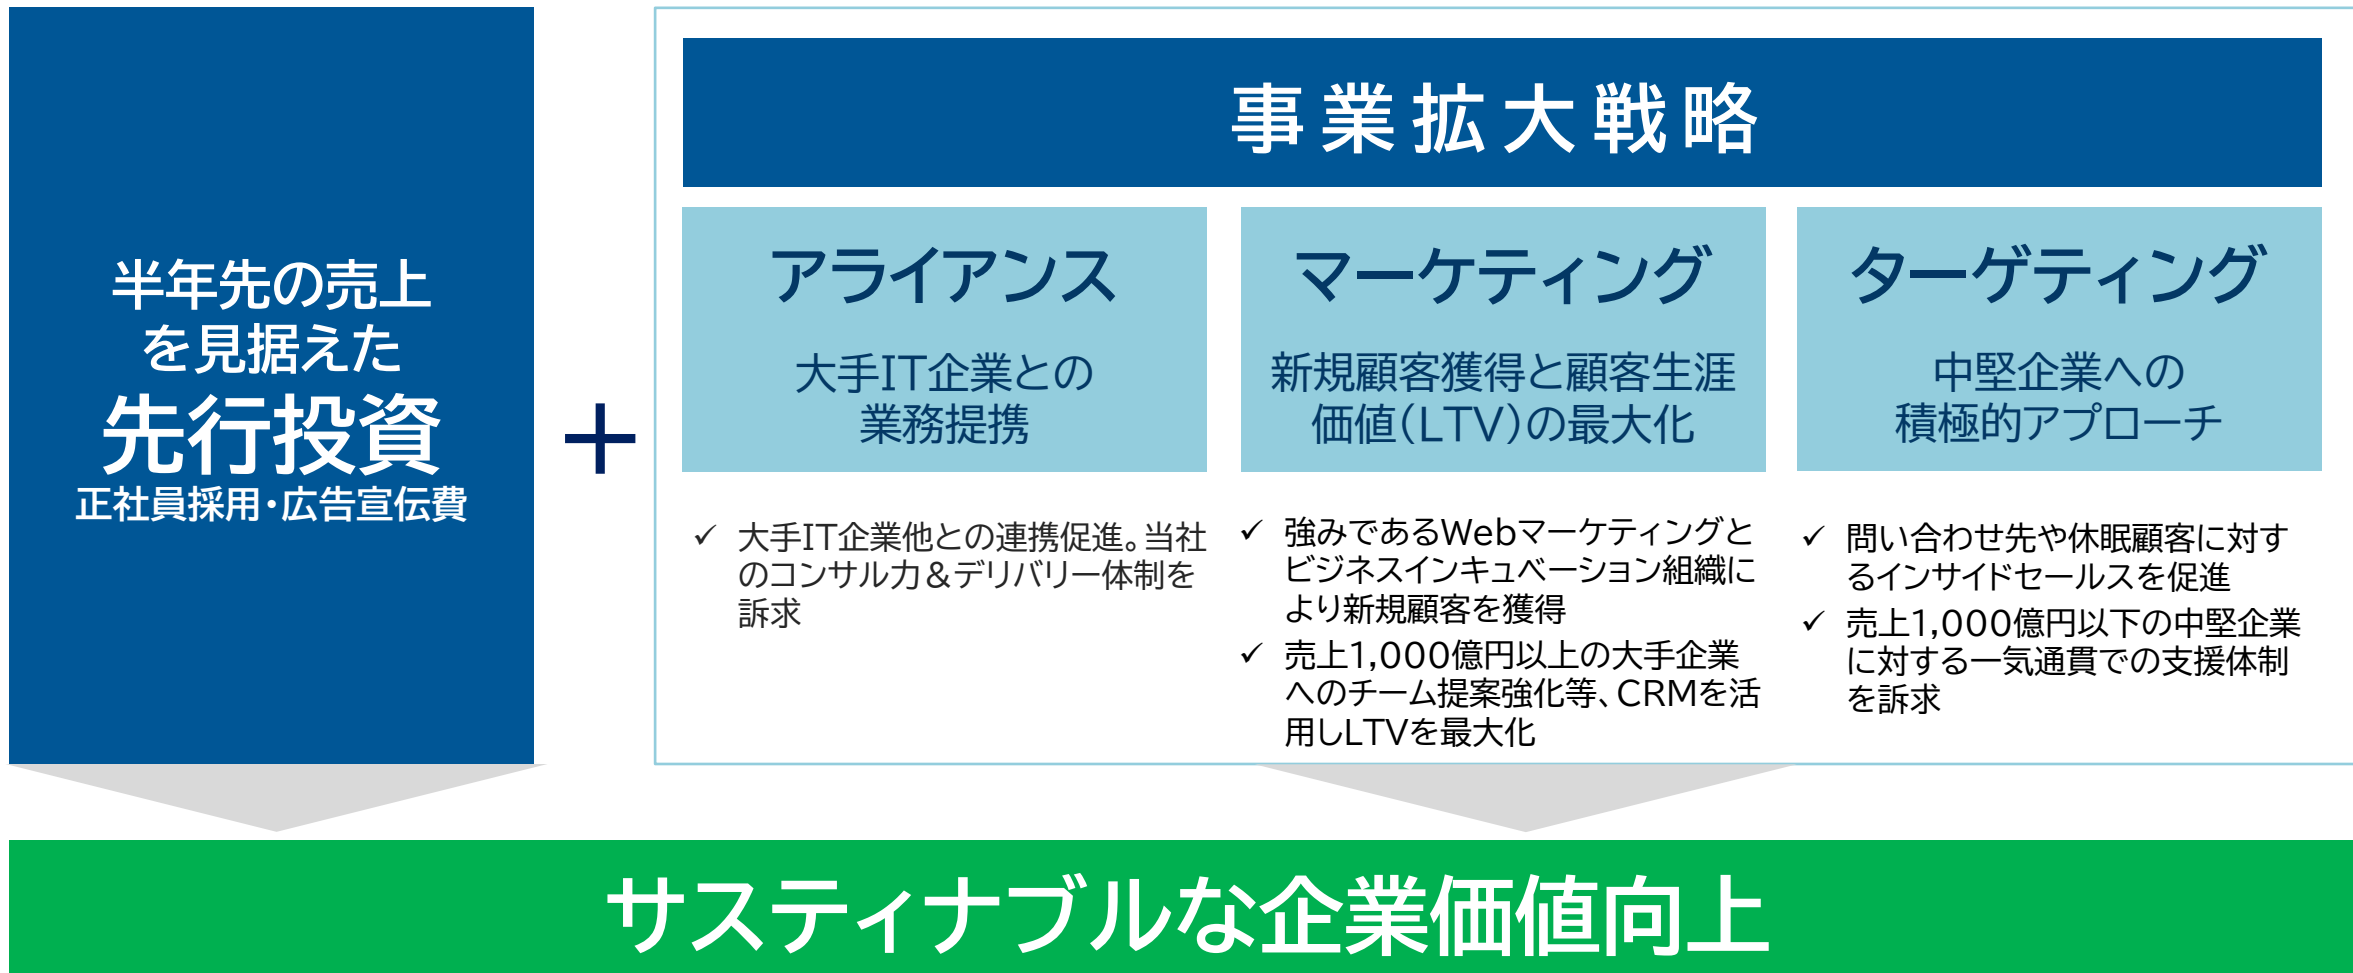 半年先の売上
を見据えた
先行投資
正社員採用・広告宣伝費
＋
事業拡大戦略
アライアンス
大手IT企業との
業務提携
✓ 大手IT企業他との連携促進。当社
のコンサル力＆デリバリー体制を
訴求
マーケティング
新規顧客獲得と顧客生涯
価値(LTV)の最大化
✓ 強みであるWebマーケティングと
ビジネスインキュベーション組織に
より新規顧客を獲得
✓ 売上1,000億円以上の大手企業
へのチーム提案強化等、CRMを活
用しLTVを最大化
ターゲティング
中堅企業への
積極的アプローチ
✓ 問い合わせ先や休眠顧客に対す
るインサイドセールスを促進
✓ 売上1,000億円以下の中堅企業
に対する一気通貫での支援体制
を訴求
サスティナブルな企業価値向上